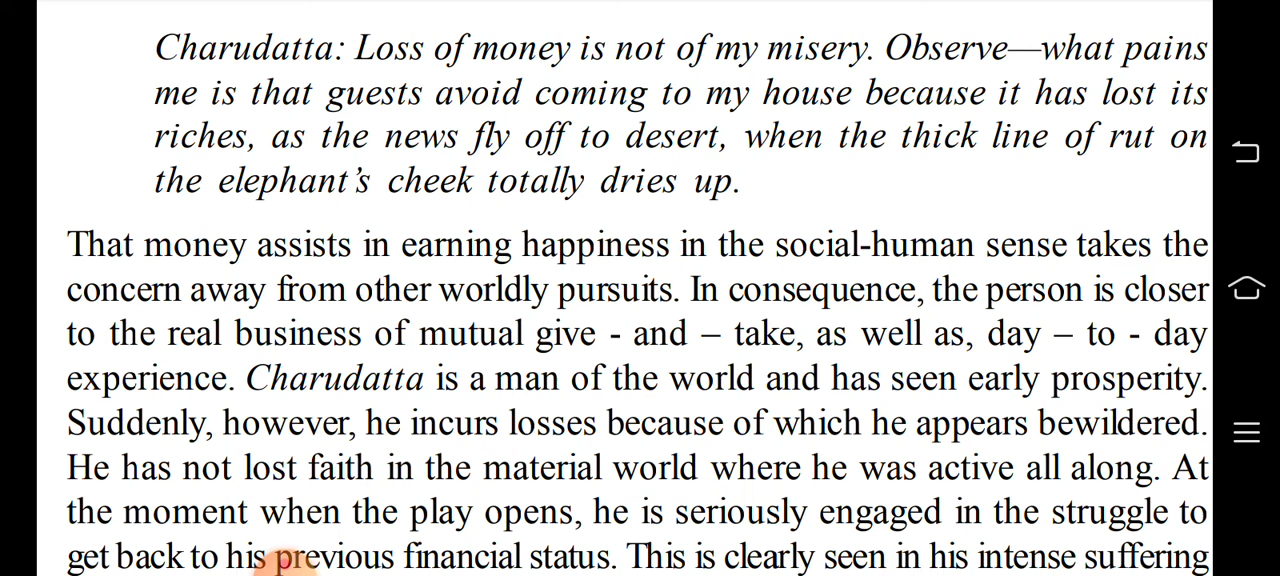 Charudatta: Loss of money is not of my misery. Observe—what pains
me is that guests avoid coming to my house because it has lost its
riches, as the news fly off to desert, when the thick line of rut on
the elephant's cheek totally dries up.
That money assists in earning happiness in the social-human sense takes the
concern away from other worldly pursuits. In consequence, the person is closer
to the real business of mutual give - and – take, as well as, day – to - day
experience. Charudatta is a man of the world and has seen early prosperity.
Suddenly, however, he incurs losses because of which he appears bewildered.
He has not lost faith in the material world where he was active all along. At
the moment when the play opens, he is seriously engaged in the struggle to
get back to his previous financial status. This is clearly seen in his intense suffering